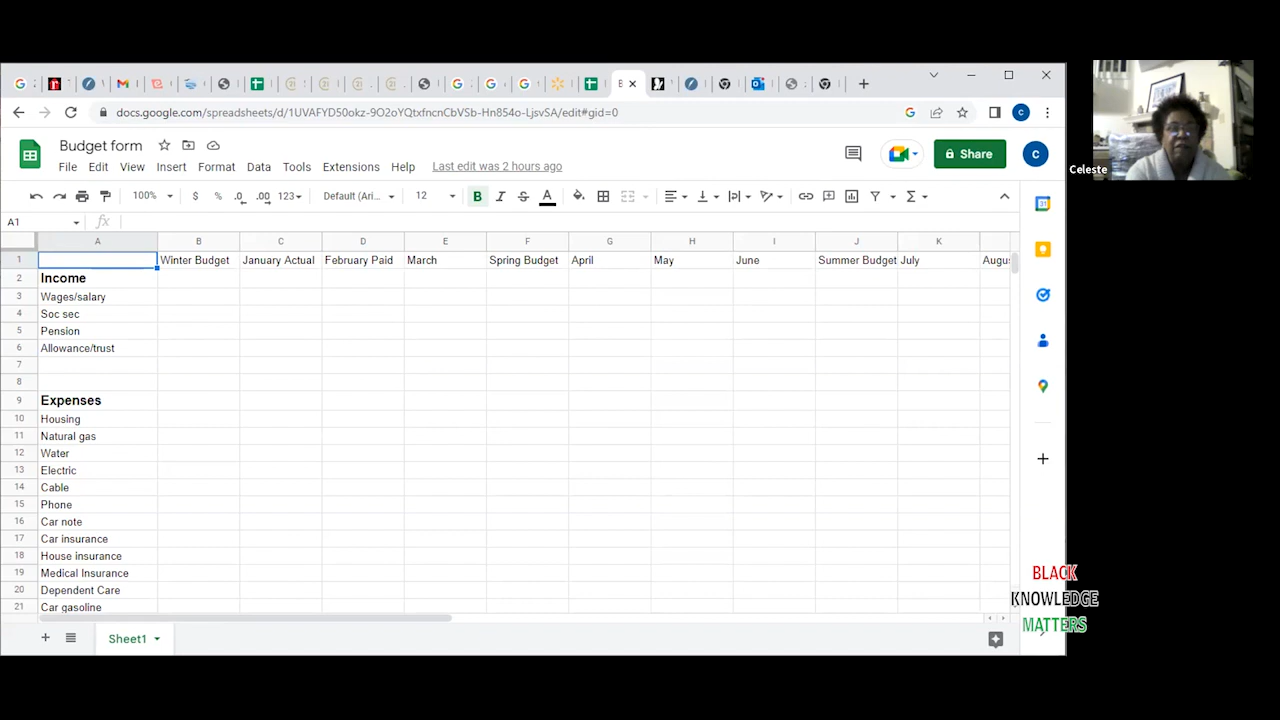 docs.google.com/spreadsheets/d/1UVAFYD50okz-9O2oYQtxfncnCbVSb-Hn854o-LjsvSA/edit#gid=0
Budget form
File Edit View Insert Format Data Tools Extensions Help Last edit was 2 hours ago
Share
C
100% $ % .0 .00 123 Default (Ari... 12 B I S A
A1 fx
A B C D E F G H I J K
1 Winter Budget January Actual February Paid March Spring Budget April May June Summer Budget July Augu
2 Income
3 Wages/salary
4 Soc sec
5 Pension
6 Allowance/trust
7
8
9 Expenses
10 Housing
11 Natural gas
12 Water
13 Electric
14 Cable
15 Phone
16 Car note
17 Car insurance
18 House insurance
19 Medical Insurance
20 Dependent Care
21 Car gasoline
Sheet1
Celeste
BLACK
KNOWLEDGE
MATTERS